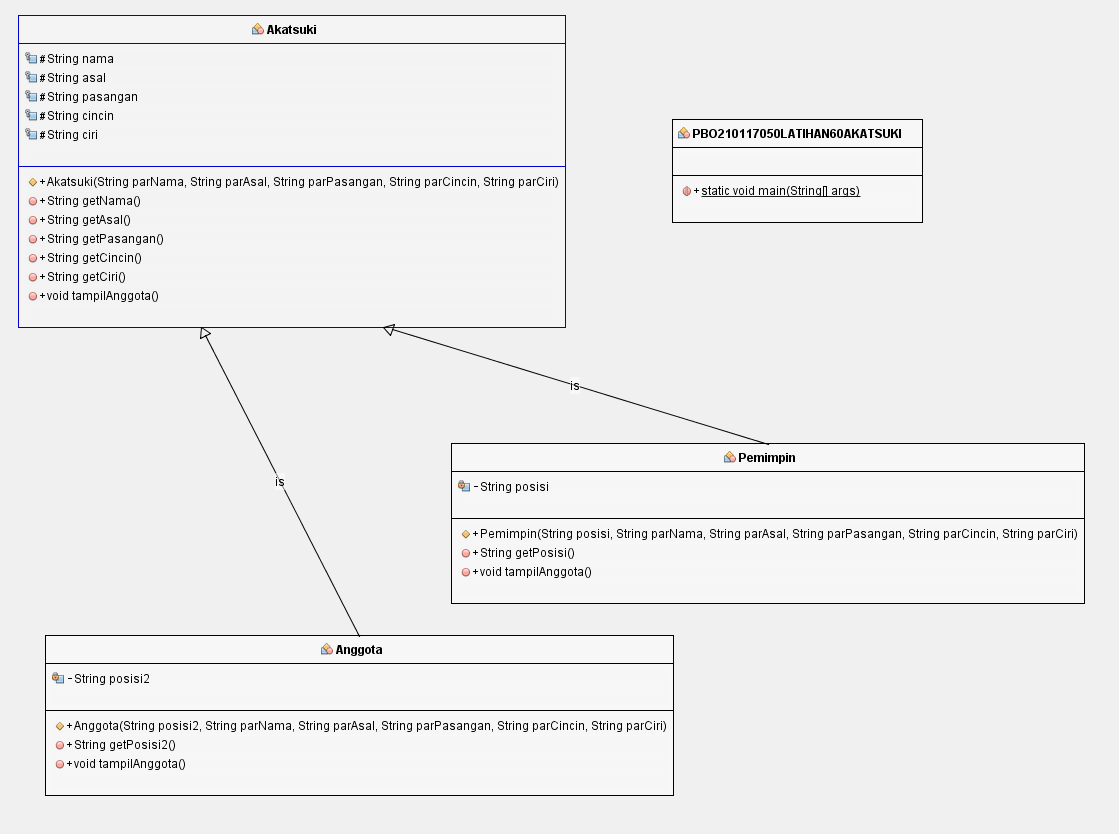 Akatsuki
#String nama
#String asal
#String pasangan
#String cincin
#String ciri
+Akatsuki(String parNama, String parAsal, String parPasangan, String parCincin, String parCiri)
+String getNama()
+String getAsal()
+String getPasangan()
+String getCincin()
+String getCiri()
+void tampilAnggota()
PBO210117050LATIHAN60AKATSUKI
+static void main(String[] args)
is
is
Pemimpin
-String posisi
+Pemimpin(String posisi, String parNama, String parAsal, String parPasangan, String parCincin, String parCiri)
+String getPosisi()
+void tampilAnggota()
Anggota
-String posisi2
+Anggota(String posisi2, String parNama, String parAsal, String parPasangan, String parCincin, String parCiri)
+String getPosisi2()
+void tampilAnggota()